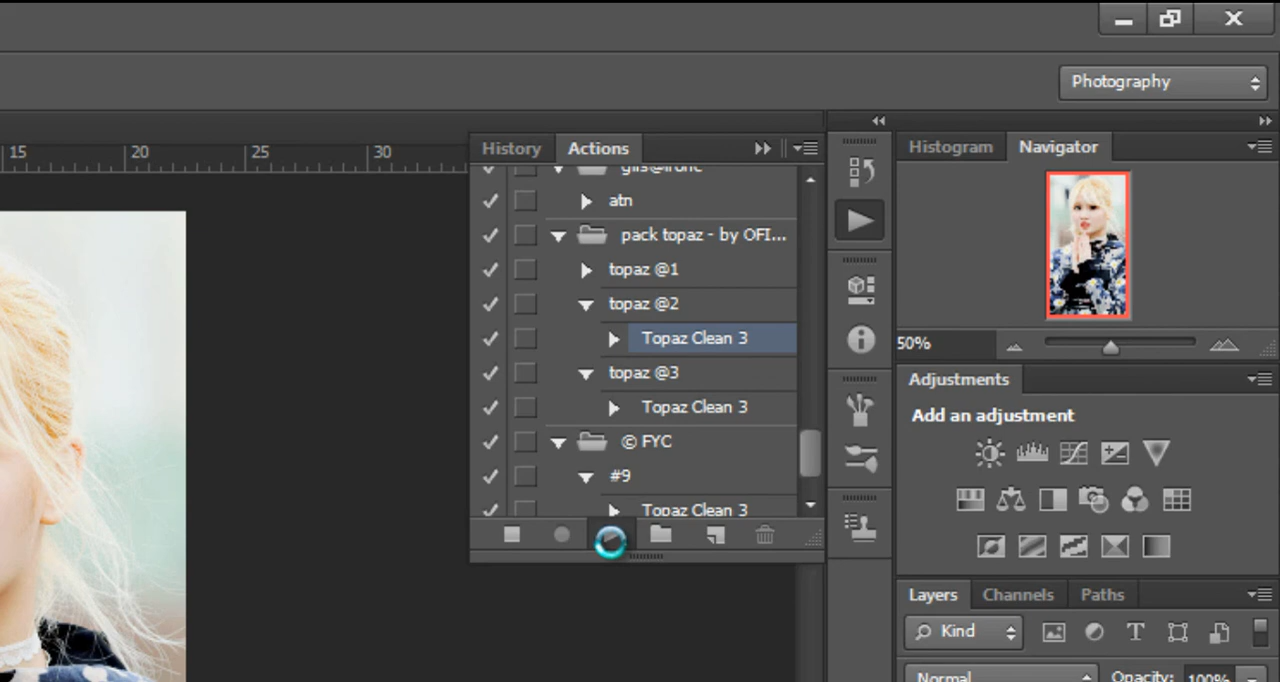 Photography
15 20 25 30
History Actions
Histogram Navigator
atn
pack topaz - by OFI...
topaz @1
topaz @2
Topaz Clean 3
50%
topaz @3
Adjustments
Topaz Clean 3
Add an adjustment
© FYC
#9
Topaz Clean 3
Layers Channels Paths
Kind
Normal Opacity: 100%